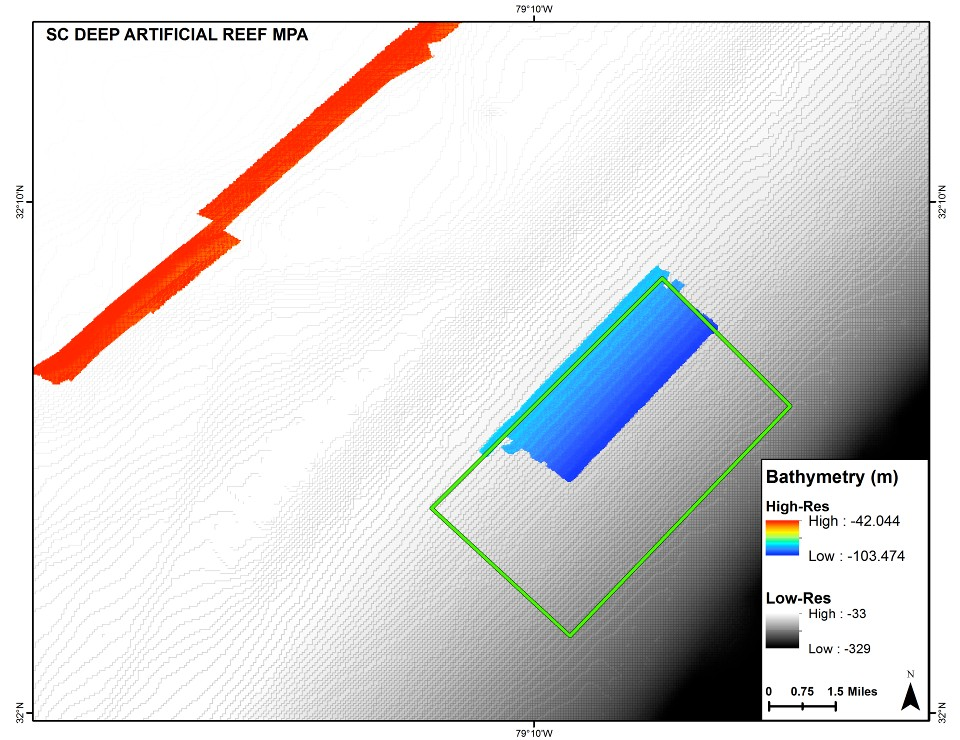 79°10'W
SC DEEP ARTIFICIAL REEF MPA
32°10'N
32°10'N
Bathymetry (m)
High-Res
High : -42.044
Low : -103.474
Low-Res
High : -33
Low : -329
N
0 0.75 1.5 Miles
32°N
32°N
79°10'W